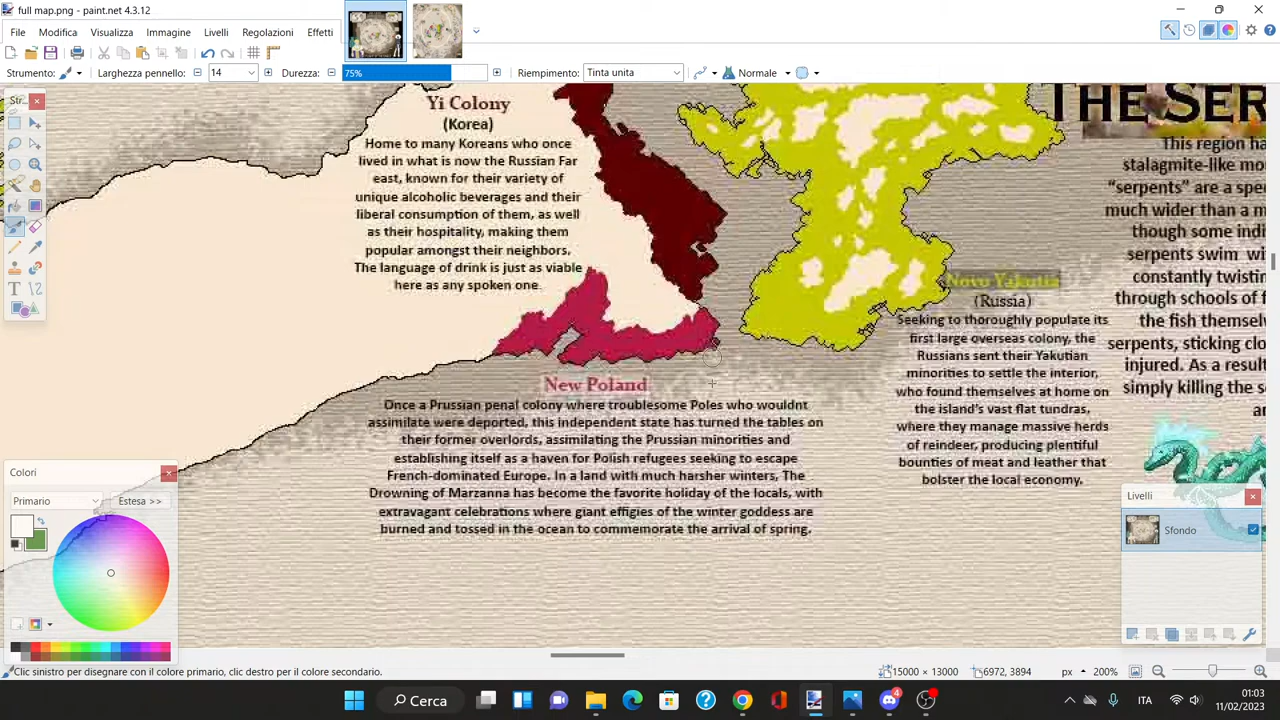 full map.png - paint.net 4.3.12
File Modifica Visualizza Immagine Livelli Regolazioni Effetti
Strumento: Larghezza pennello: 14 Durezza: 75% Riempimento: Tinta unita Normale
Str...
Yi Colony
(Korea)
Home to many Koreans who once
lived in what is now the Russian Far
east, known for their variety of
unique alcoholic beverages and their
liberal consumption of them, as well
as their hospitality, making them
popular amongst their neighbors.
The language of drink is just as viable
here as any spoken one.
THE SER
This region ha
stalagmite-like mo
"serpents" are a spe
much wider than a m
though some indi
serpents swim wi
constantly twistin
through schools of f
the fish themsel
serpents, sticking clo
injured. As a resul
simply killing the s
an
Novo Yakutia
(Russia)
Seeking to thoroughly populate its
first large overseas colony, the
Russians sent their Yakutian
minorities to settle the interior,
who found themselves at home on
the island's vast flat tundras,
where they manage massive herds
of reindeer, producing plentiful
bounties of meat and leather that
bolster the local economy.
New Poland
Once a Prussian penal colony where troublesome Poles who wouldnt
assimilate were deported, this independent state has turned the tables on
their former overlords, assimilating the Prussian minorities and
establishing itself as a haven for Polish refugees seeking to escape
French-dominated Europe. In a land with much harsher winters, The
Drowning of Marzanna has become the favorite holiday of the locals, with
extravagant celebrations where giant effigies of the winter goddess are
burned and tossed in the ocean to commemorate the arrival of spring.
Colori
Primario Estesa >>
Livelli
Sfondo
Clic sinistro per disegnare con il colore primario, clic destro per il colore secondario.
15000 × 13000 6972, 3894 px 200%
Cerca
4
ITA
01:03
11/02/2023